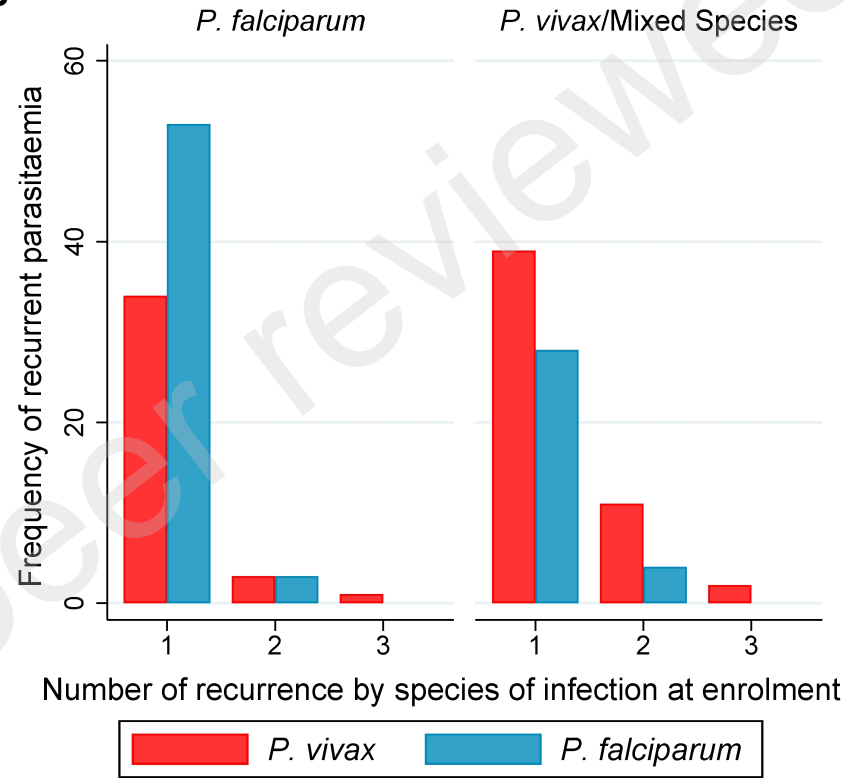 P. falciparum
P. vivax/Mixed Species
Frequency of recurrent parasitaemia
60
40
20
0
1 2 3
1 2 3
Number of recurrence by species of infection at enrolment
P. vivax
P. falciparum
peer reviewed